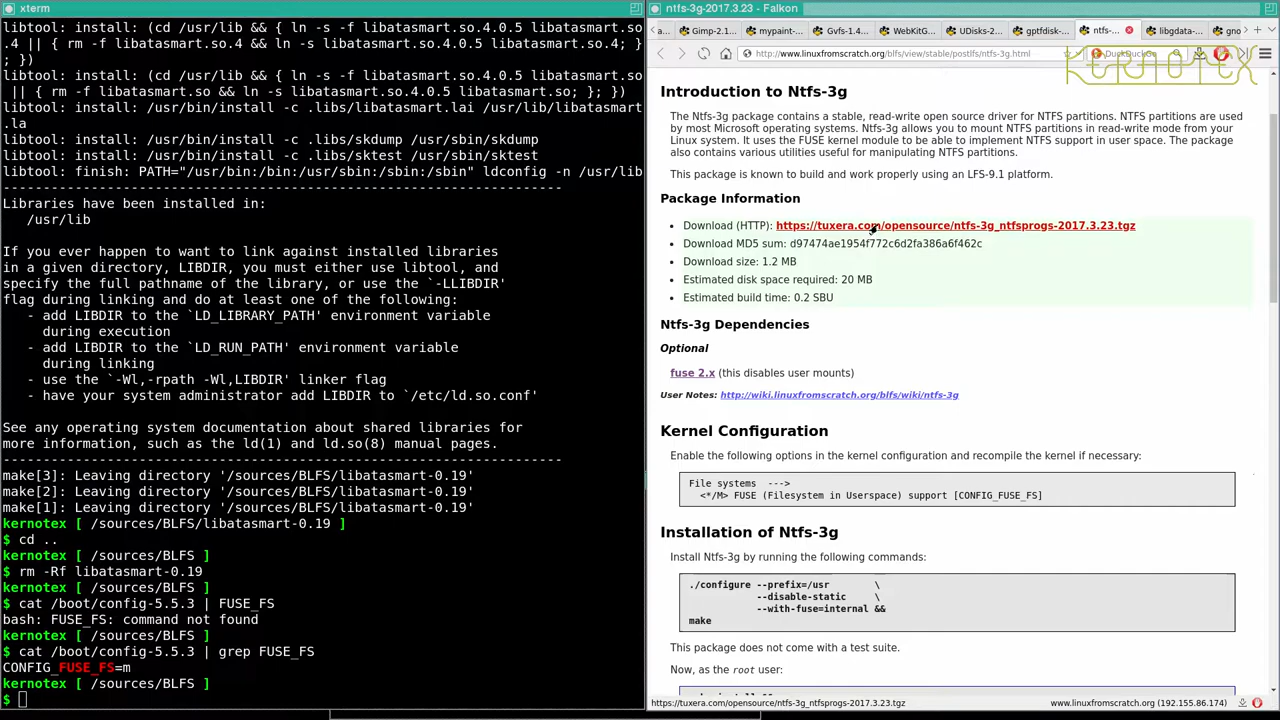 xterm
libtool: install: (cd /usr/lib && { ln -s -f libatasmart.so.4.0.5 libatasmart.so
.4 || { rm -f libatasmart.so.4 && ln -s libatasmart.so.4.0.5 libatasmart.so.4; }
; })
libtool: install: (cd /usr/lib && { ln -s -f libatasmart.so.4.0.5 libatasmart.so
 || { rm -f libatasmart.so && ln -s libatasmart.so.4.0.5 libatasmart.so; }; })
libtool: install: /usr/bin/install -c .libs/libatasmart.lai /usr/lib/libatasmart
.la
libtool: install: /usr/bin/install -c .libs/skdump /usr/sbin/skdump
libtool: install: /usr/bin/install -c .libs/sktest /usr/sbin/sktest
libtool: finish: PATH="/usr/bin:/bin:/usr/sbin:/sbin:/sbin" ldconfig -n /usr/lib
----------------------------------------------------------------------
Libraries have been installed in:
   /usr/lib
If you ever happen to want to link against installed libraries
in a given directory, LIBDIR, you must either use libtool, and
specify the full pathname of the library, or use the `-LLIBDIR'
flag during linking and do at least one of the following:
   - add LIBDIR to the `LD_LIBRARY_PATH' environment variable
     during execution
   - add LIBDIR to the `LD_RUN_PATH' environment variable
     during linking
   - use the `-Wl,-rpath -Wl,LIBDIR' linker flag
   - have your system administrator add LIBDIR to `/etc/ld.so.conf'
See any operating system documentation about shared libraries for
more information, such as the ld(1) and ld.so(8) manual pages.
----------------------------------------------------------------------
make[3]: Leaving directory '/sources/BLFS/libatasmart-0.19'
make[2]: Leaving directory '/sources/BLFS/libatasmart-0.19'
make[1]: Leaving directory '/sources/BLFS/libatasmart-0.19'
kernotex [ /sources/BLFS/libatasmart-0.19 ]
$ cd ..
kernotex [ /sources/BLFS ]
$ rm -Rf libatasmart-0.19
kernotex [ /sources/BLFS ]
$ cat /boot/config-5.5.3 | FUSE_FS
bash: FUSE_FS: command not found
kernotex [ /sources/BLFS ]
$ cat /boot/config-5.5.3 | grep FUSE_FS
CONFIG_FUSE_FS=m
kernotex [ /sources/BLFS ]
$
ntfs-3g-2017.3.23 - Falkon
a... Gimp-2.1... mypaint-... Gvfs-1.4... WebKitG... UDisks-2... gptfdisk-... ntfs-... libgdata-... gno
http://www.linuxfromscratch.org/blfs/view/stable/postlfs/ntfs-3g.html DuckDuckGo
KERNOTEX
Introduction to Ntfs-3g
The Ntfs-3g package contains a stable, read-write open source driver for NTFS partitions. NTFS partitions are used
by most Microsoft operating systems. Ntfs-3g allows you to mount NTFS partitions in read-write mode from your
Linux system. It uses the FUSE kernel module to be able to implement NTFS support in user space. The package
also contains various utilities useful for manipulating NTFS partitions.
This package is known to build and work properly using an LFS-9.1 platform.
Package Information
• Download (HTTP): https://tuxera.com/opensource/ntfs-3g_ntfsprogs-2017.3.23.tgz
• Download MD5 sum: d97474ae1954f772c6d2fa386a6f462c
• Download size: 1.2 MB
• Estimated disk space required: 20 MB
• Estimated build time: 0.2 SBU
Ntfs-3g Dependencies
Optional
fuse 2.x (this disables user mounts)
User Notes: http://wiki.linuxfromscratch.org/blfs/wiki/ntfs-3g
Kernel Configuration
Enable the following options in the kernel configuration and recompile the kernel if necessary:
File systems  --->
  <*/M> FUSE (Filesystem in Userspace) support [CONFIG_FUSE_FS]
Installation of Ntfs-3g
Install Ntfs-3g by running the following commands:
./configure --prefix=/usr        \
            --disable-static     \
            --with-fuse=internal &&
make
This package does not come with a test suite.
Now, as the root user:
https://tuxera.com/opensource/ntfs-3g_ntfsprogs-2017.3.23.tgz www.linuxfromscratch.org (192.155.86.174)